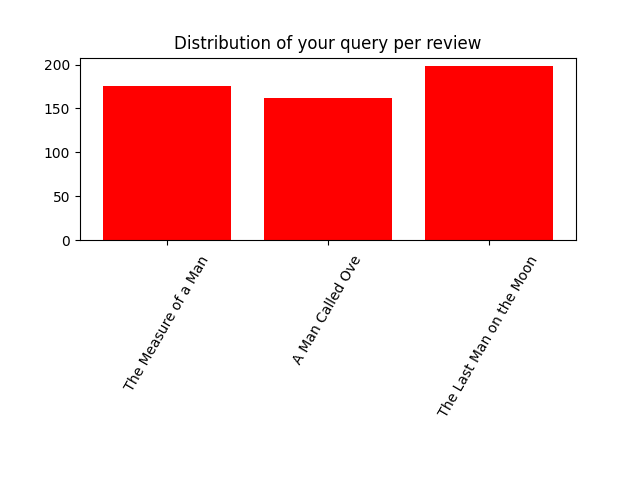 Distribution of your query per review
200
150
100
50
0
The Measure of a Man
A Man Called Ove
The Last Man on the Moon